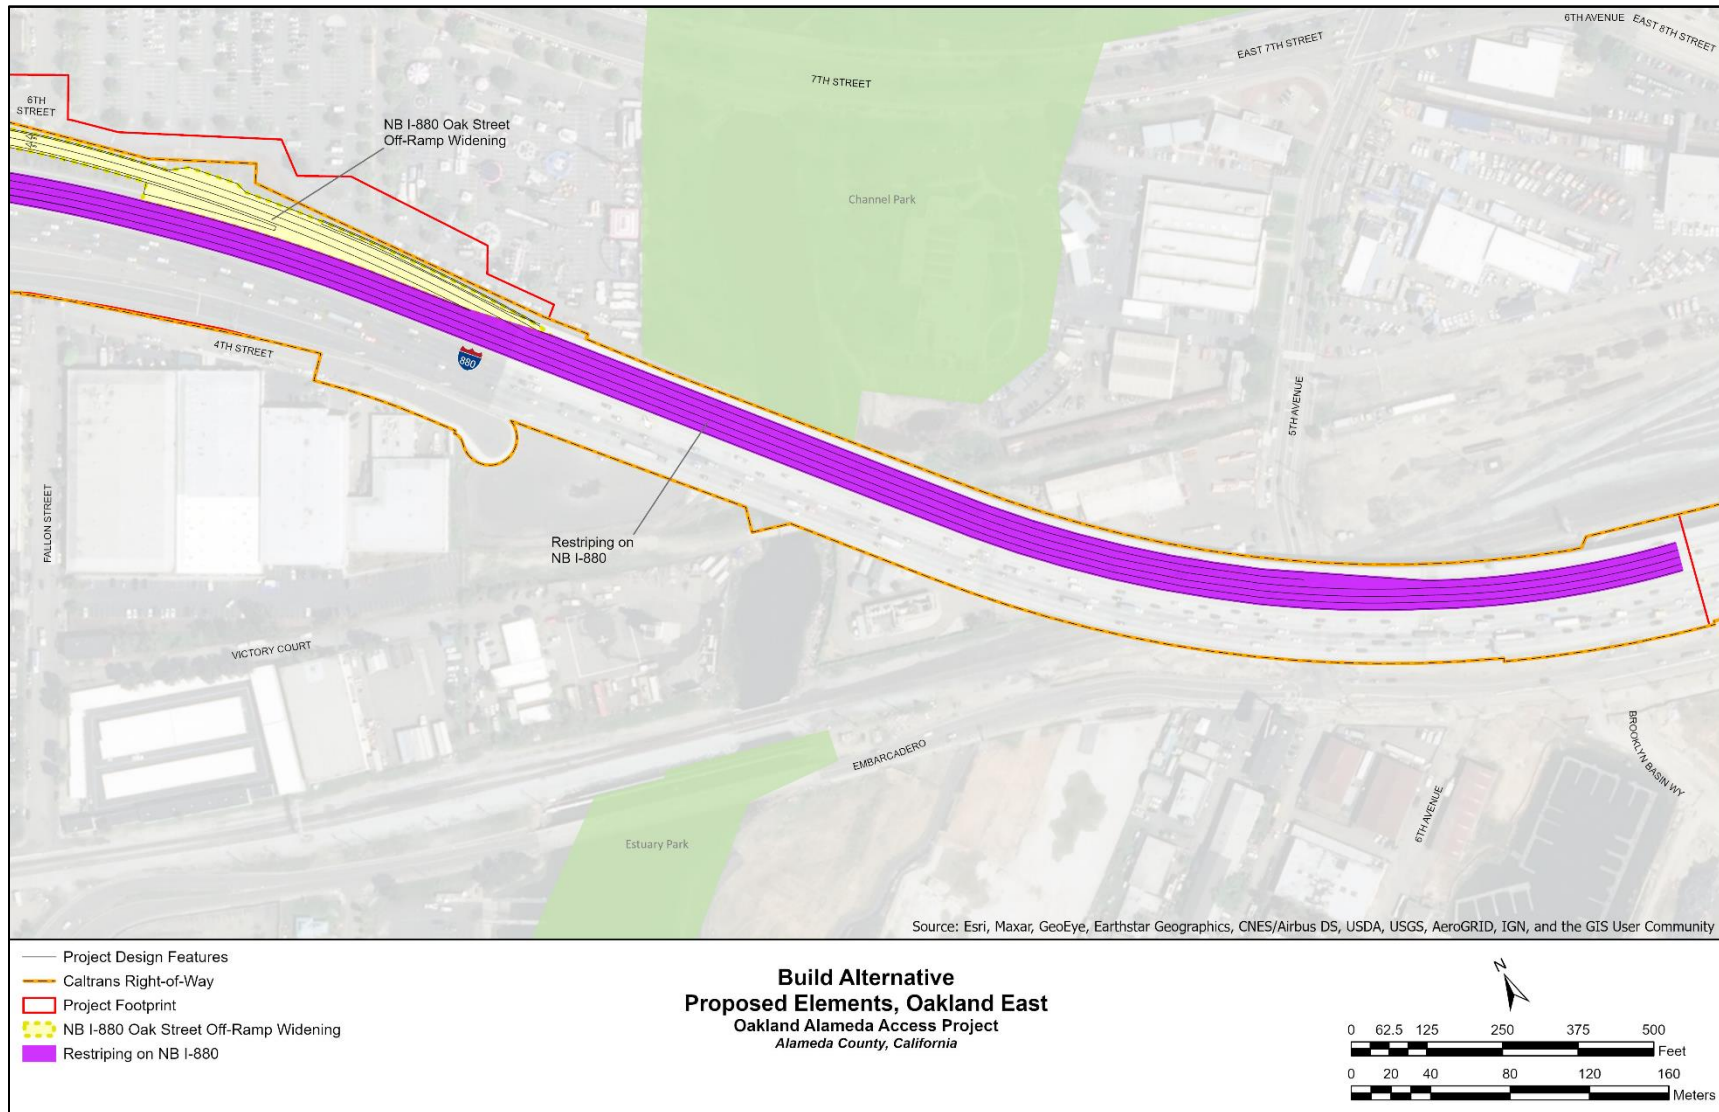 6TH AVENUE
EAST 8TH STREET
EAST 7TH STREET
7TH STREET
6TH
STREET
NB I-880 Oak Street
Off-Ramp Widening
Channel Park
4TH STREET
880
5TH AVENUE
FALLON STREET
Restriping on
NB I-880
VICTORY COURT
EMBARCADERO
BROOKLYN BASIN WY
6TH AVENUE
Estuary Park
Source: Esri, Maxar, GeoEye, Earthstar Geographics, CNES/Airbus DS, USDA, USGS, AeroGRID, IGN, and the GIS User Community
Project Design Features
Caltrans Right-of-Way
Project Footprint
NB I-880 Oak Street Off-Ramp Widening
Restriping on NB I-880
Build Alternative
Proposed Elements, Oakland East
Oakland Alameda Access Project
Alameda County, California
N
0 62.5 125 250 375 500
Feet
0 20 40 80 120 160
Meters